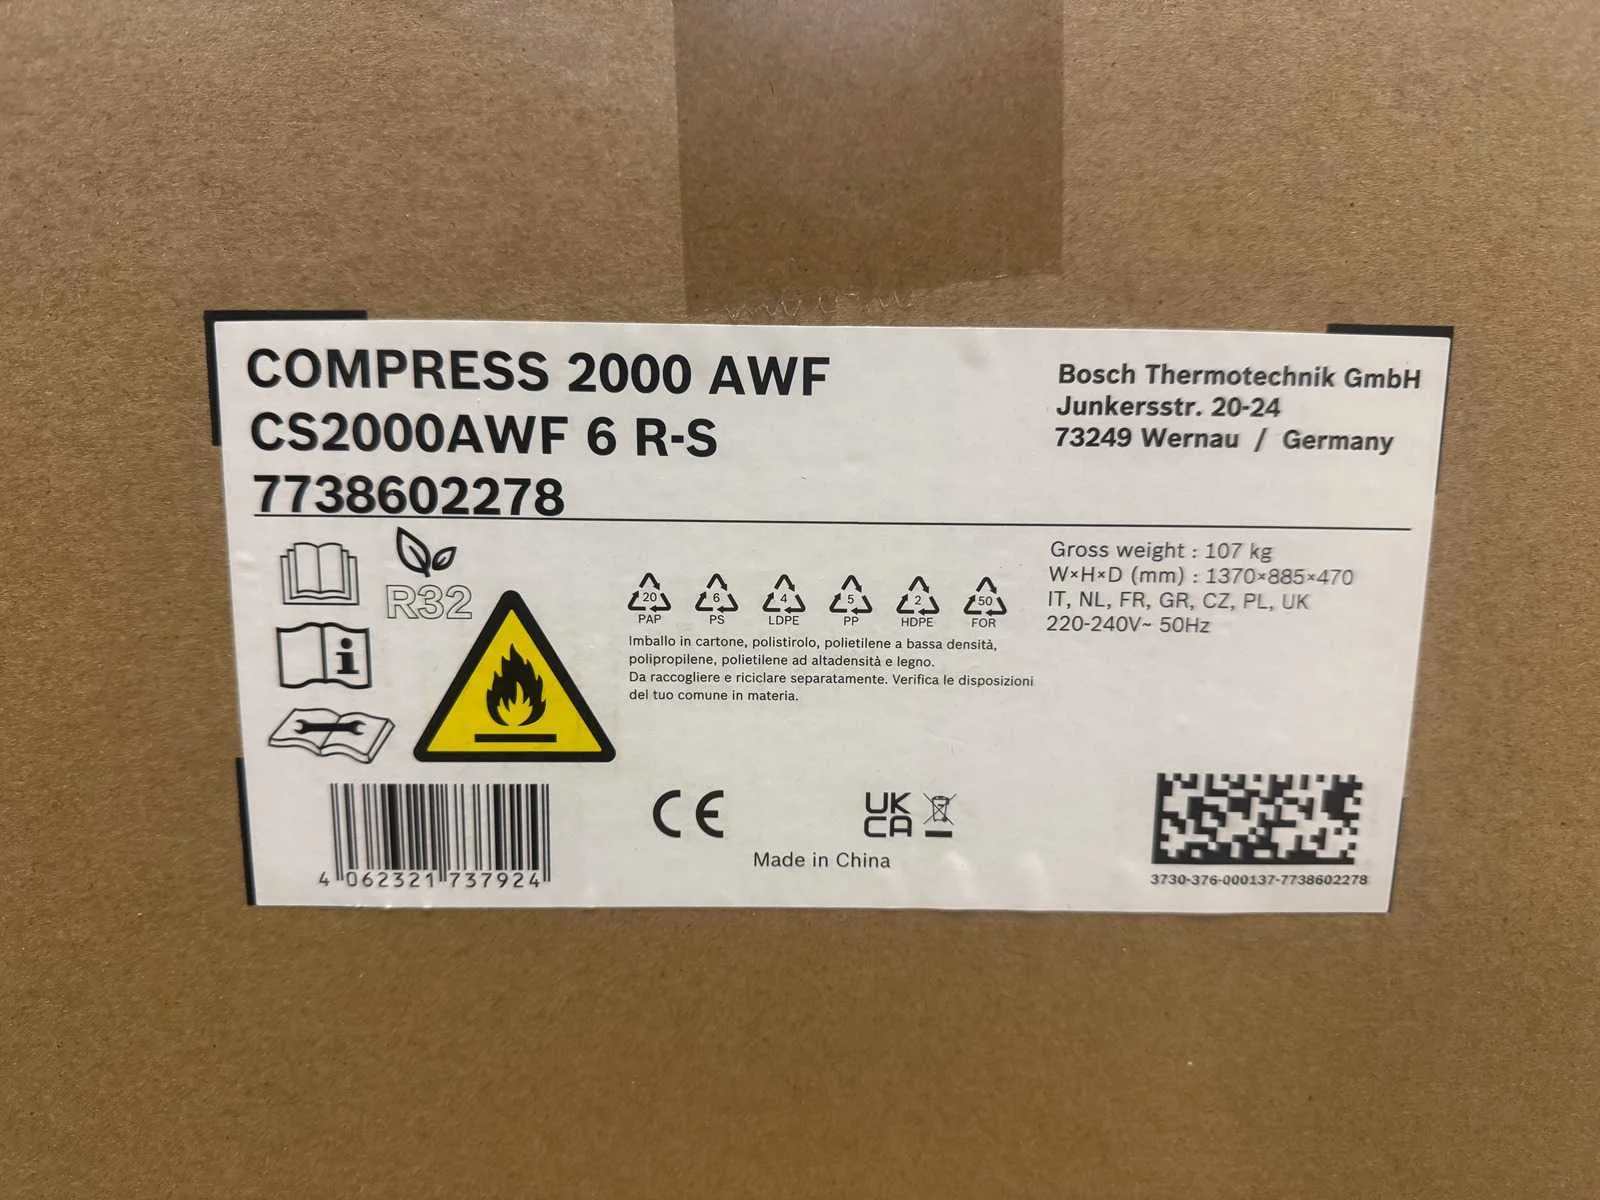 COMPRESS 2000 AWF
CS2000AWF 6 R-S
7738602278
Bosch Thermotechnik GmbH
Junkersstr. 20-24
73249 Wernau / Germany
R32
i
20
PAP
6
PS
4
LDPE
5
PP
2
HDPE
50
FOR
Imballo in cartone, polistirolo, polietilene a bassa densità,
polipropilene, polietilene ad altadensità e legno.
Da raccogliere e riciclare separatamente. Verifica le disposizioni
del tuo comune in materia.
Gross weight : 107 kg
W×H×D (mm) : 1370×885×470
IT, NL, FR, GR, CZ, PL, UK
220-240V~ 50Hz
4 062321 737924
CE
UK
CA
Made in China
3730-376-000137-7738602278